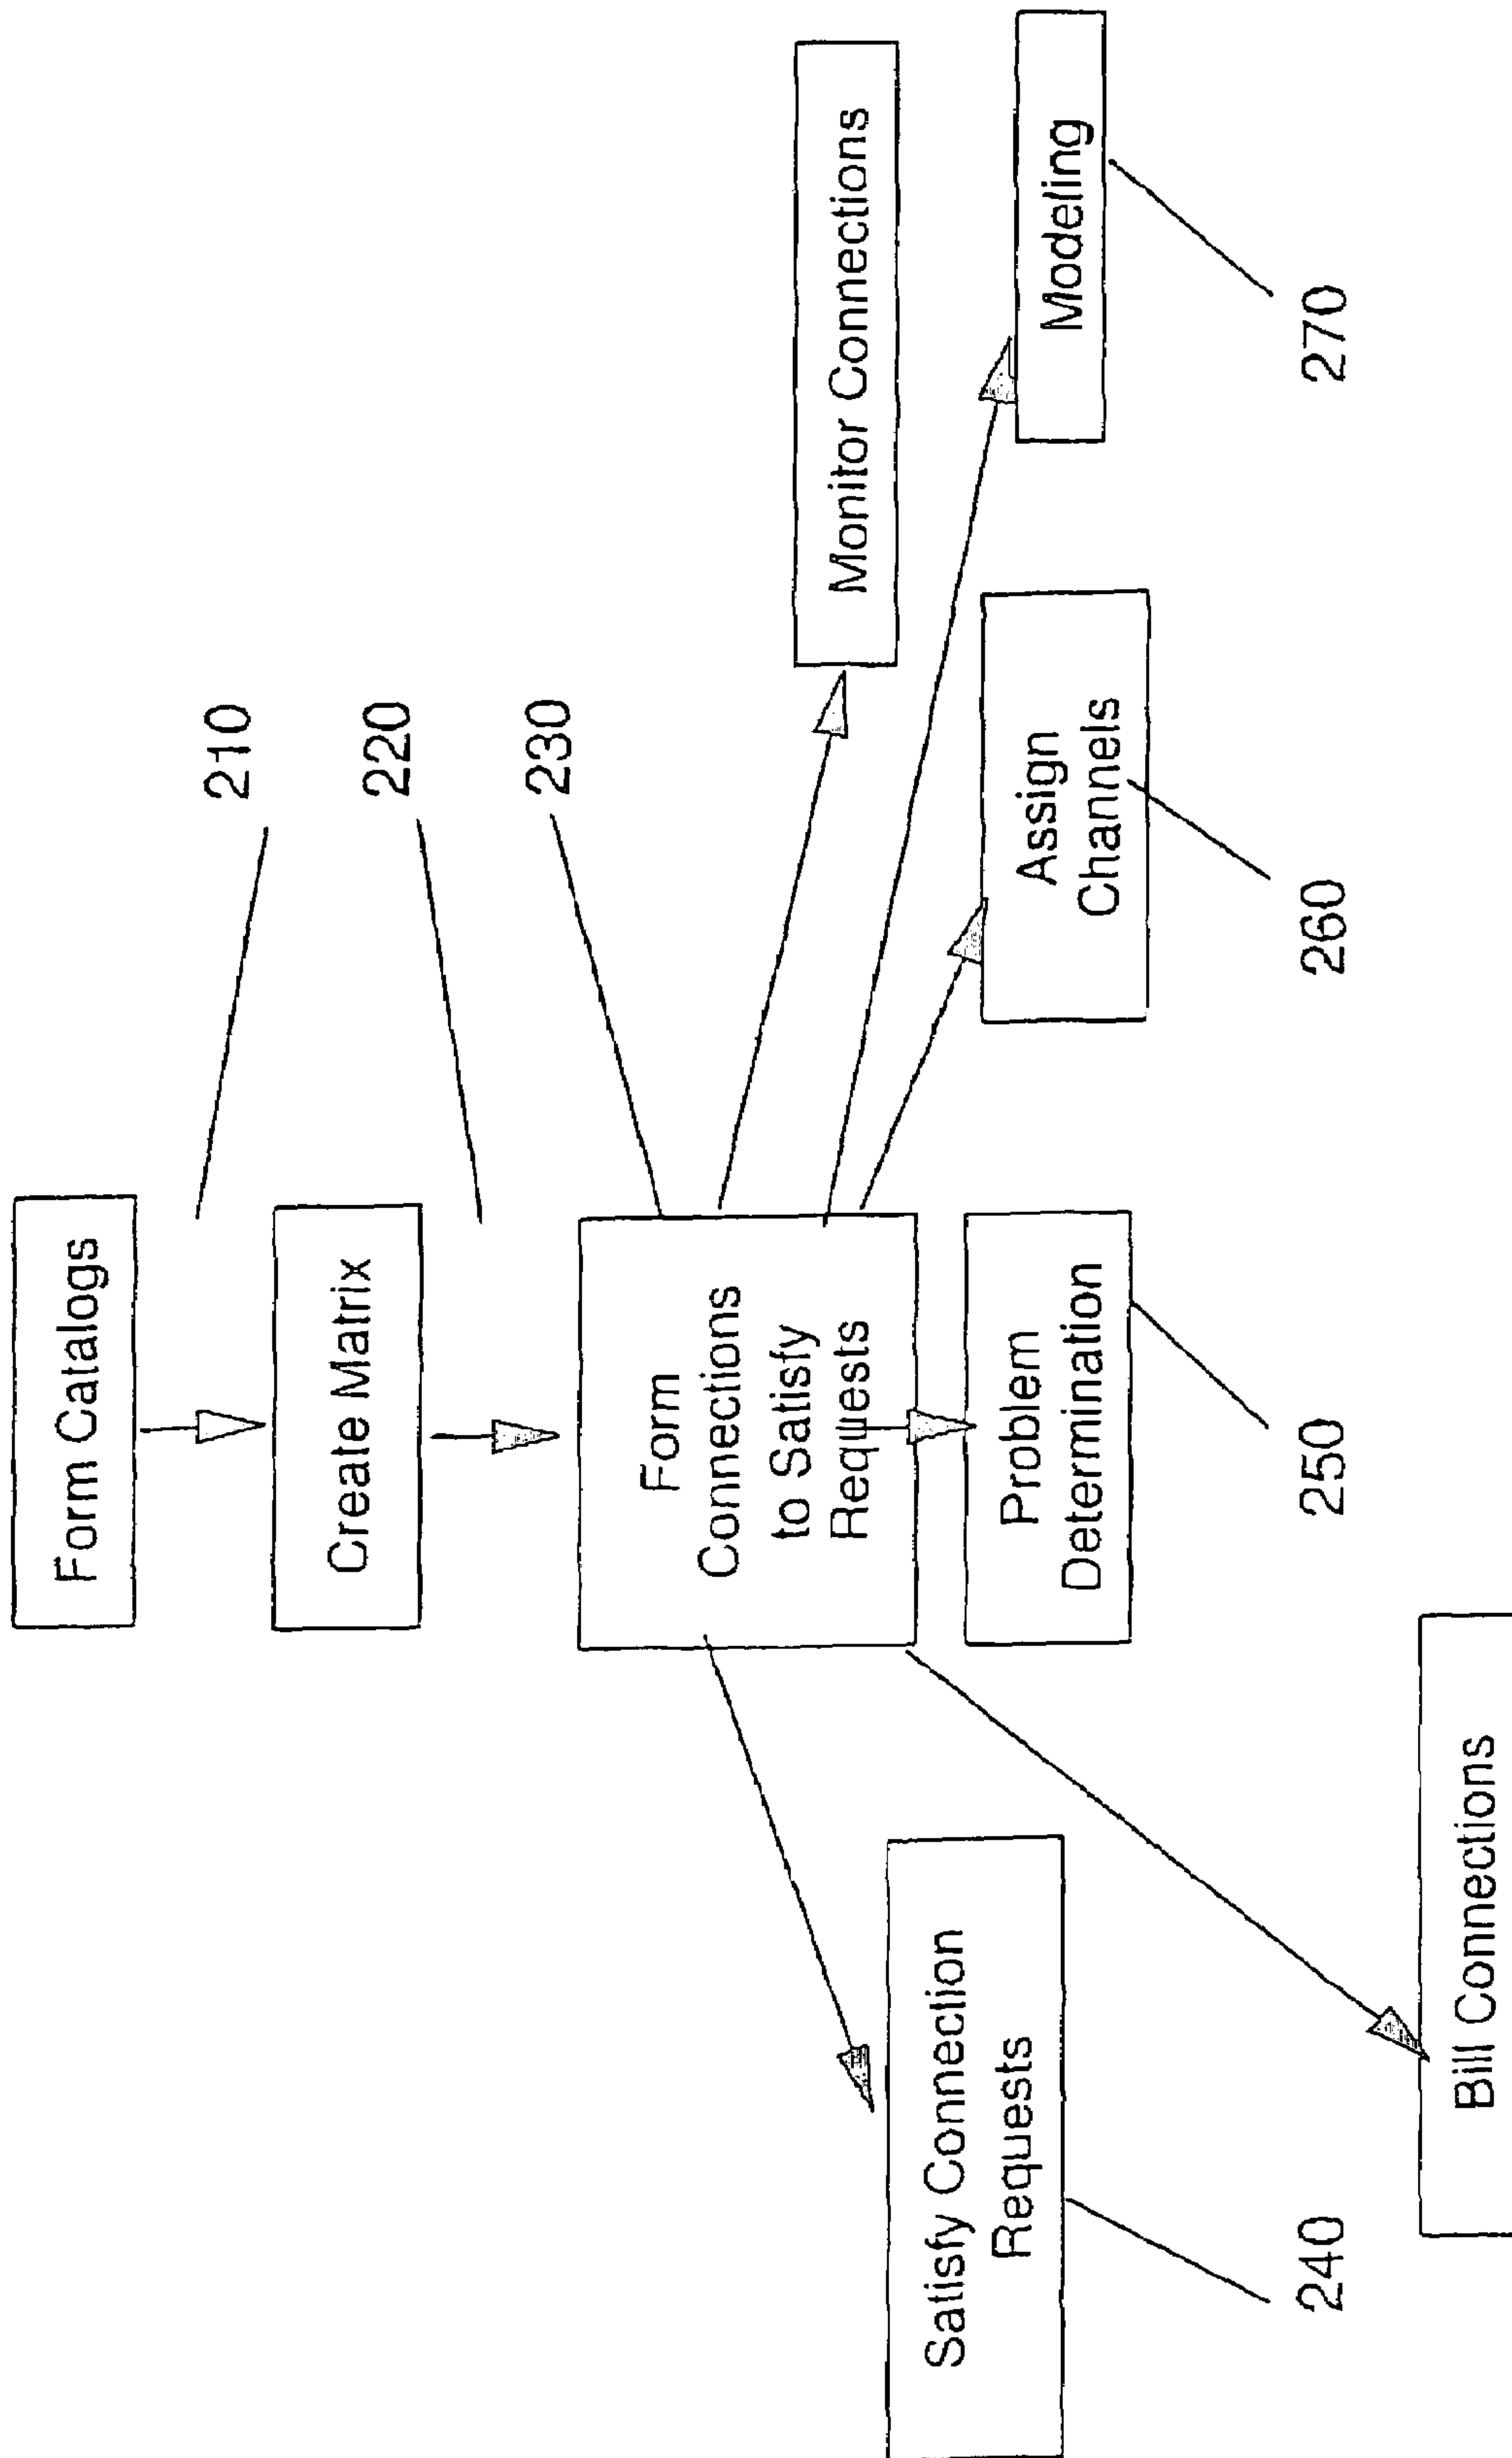 Form Catalogs
210
Create Matrix
220
230
Form
Connections
to Satisfy
Requests
Monitor Connections
Satisfy Connection
Requests
240
Problem
Determination
250
Assign
Channels
260
Modeling
270
Bill Connections